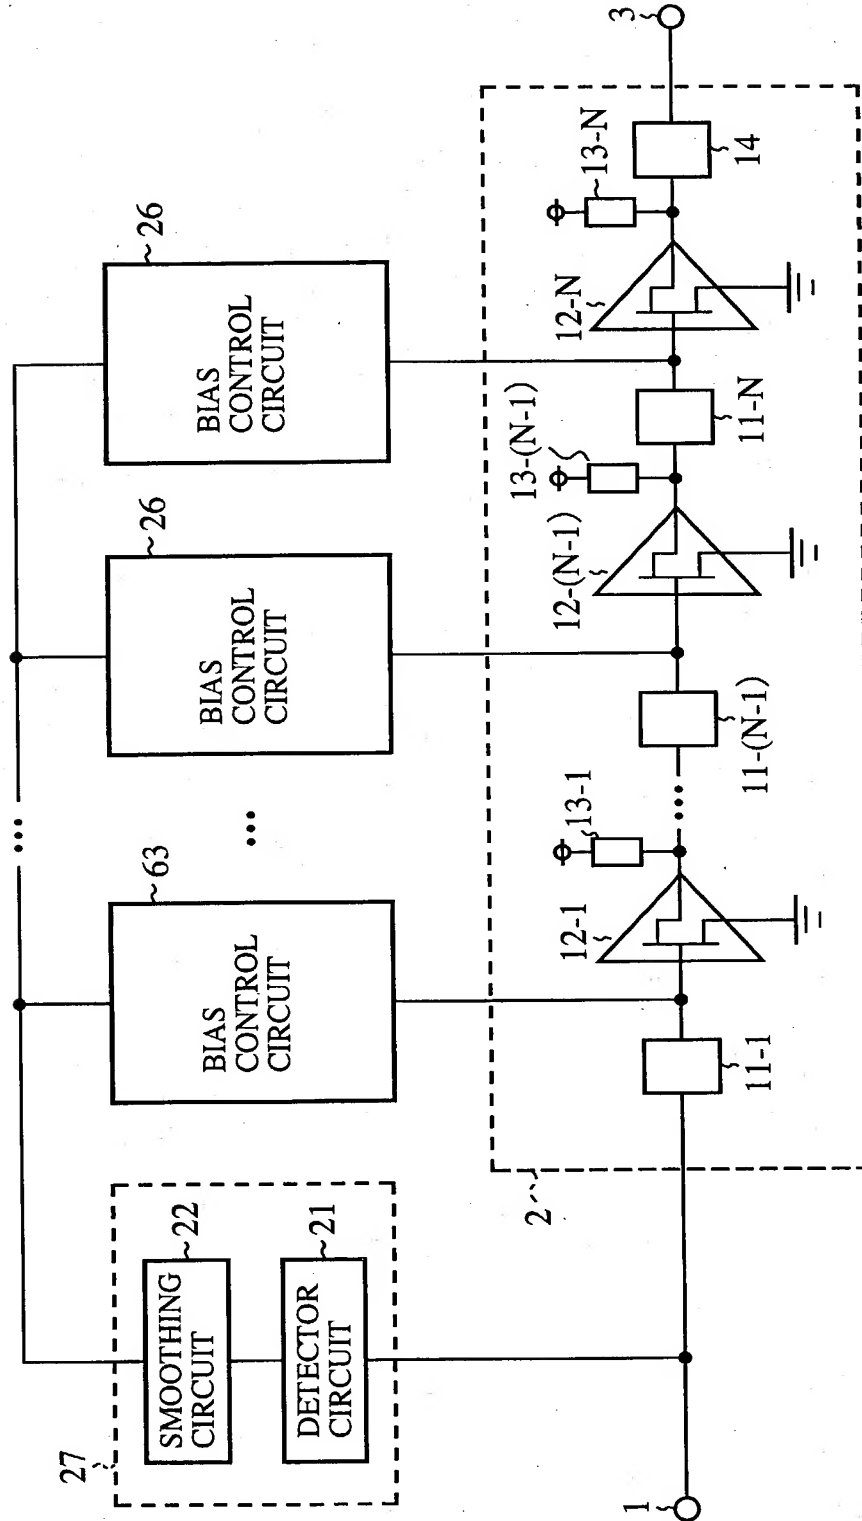 27
SMOOTHING
CIRCUIT
22
DETECTOR
CIRCUIT
21
BIAS
CONTROL
CIRCUIT
63
...
...
BIAS
CONTROL
CIRCUIT
26
BIAS
CONTROL
CIRCUIT
26
1
2
11-1
12-1
13-1
...
11-(N-1)
12-(N-1)
13-(N-1)
11-N
12-N
13-N
14
3